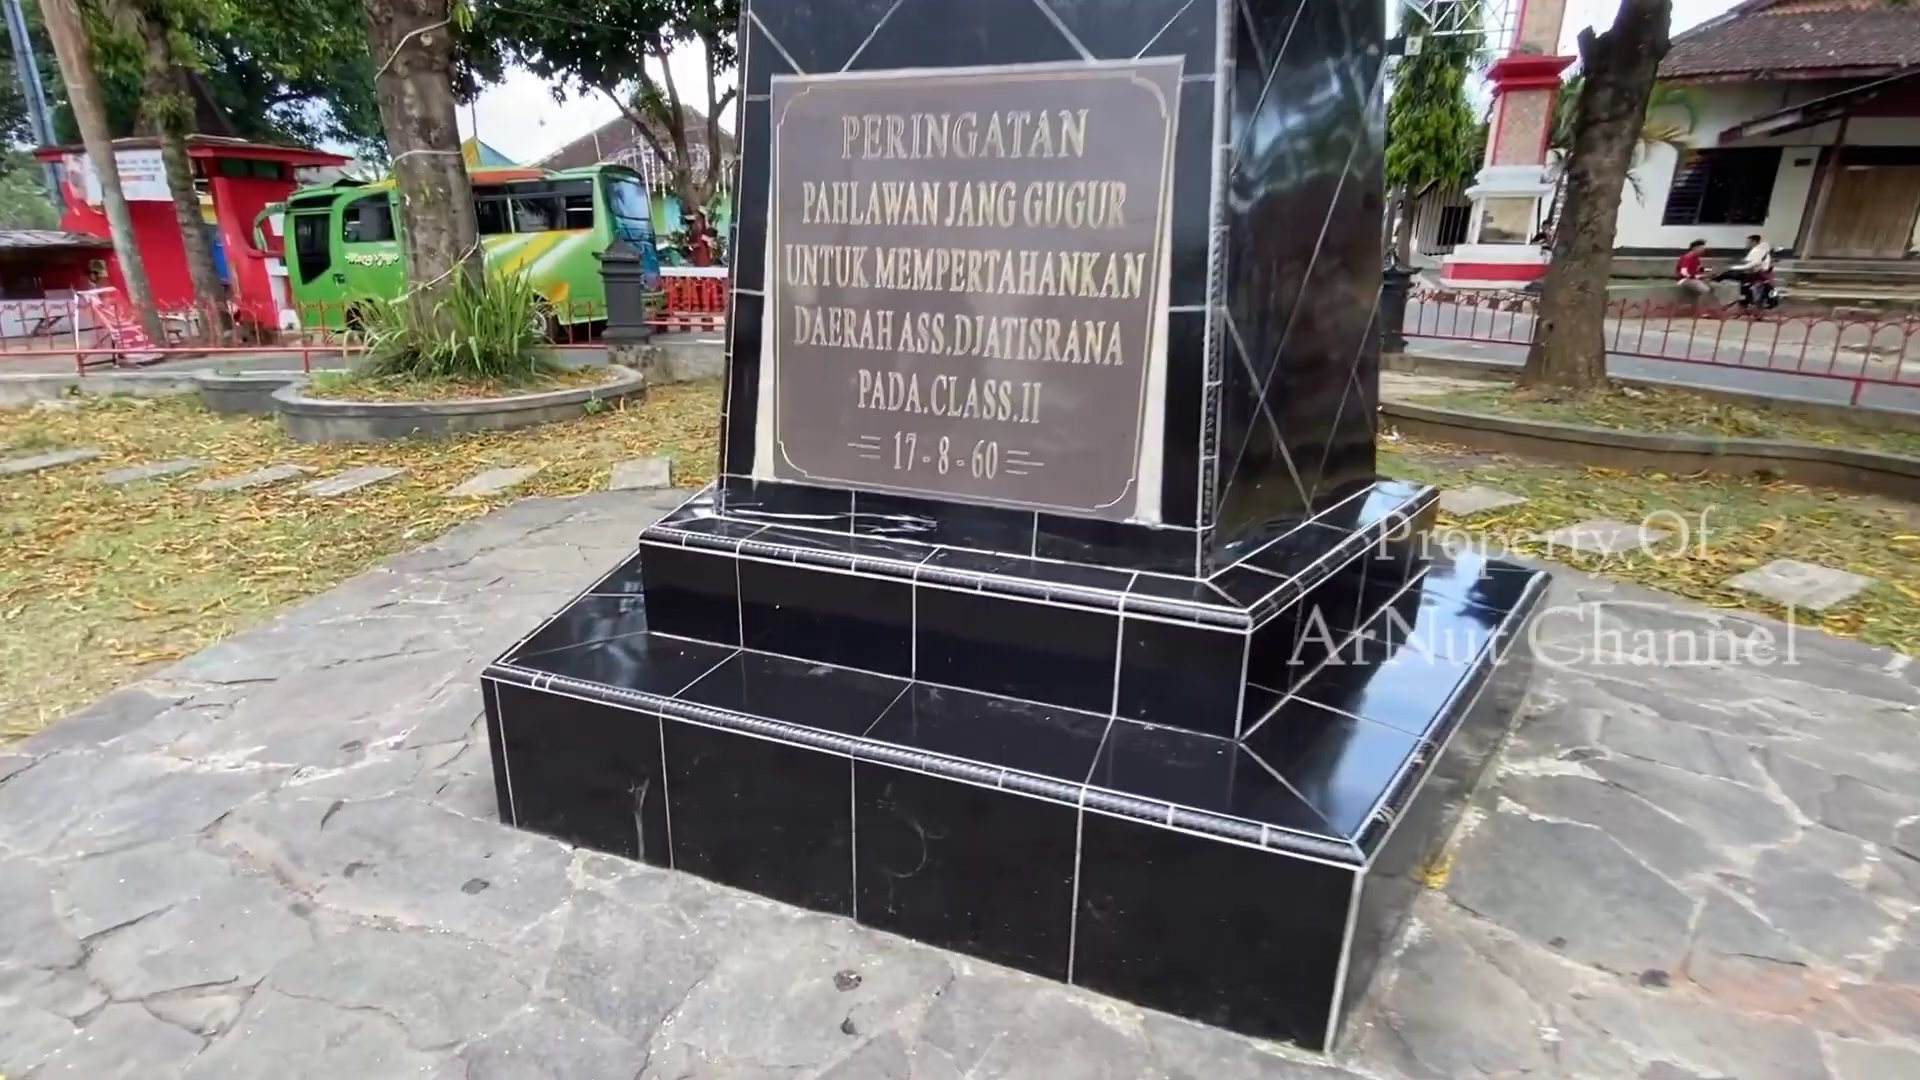 PERINGATAN
PAHLAWAN JANG GUGUR
UNTUK MEMPERTAHANKAN
DAERAH ASS.DJATISRANA
PADA.CLASS.II
17-8-60
Property Of
ArNut Channel